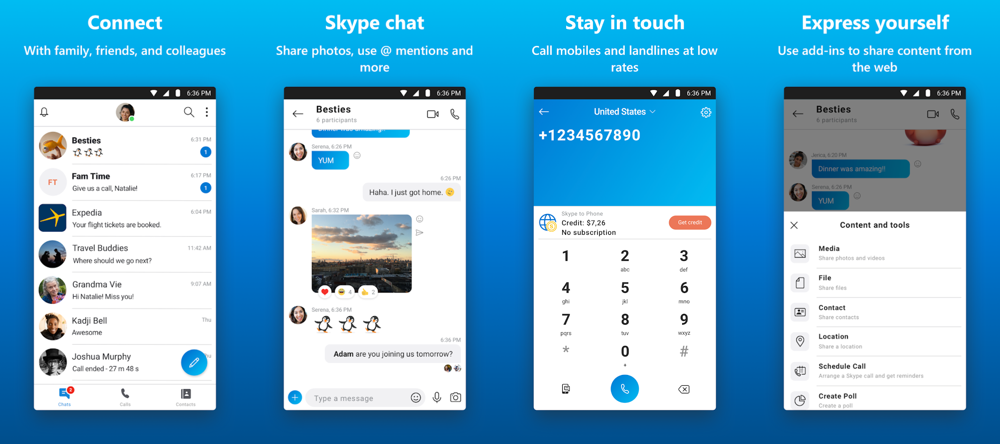 Connect
With family, friends, and colleagues
6:36 PM
Besties
6:31 PM
1
FT
Fam Time
6:17 PM
Give us a call, Natalie!
1
Expedia
6:04 PM
Your flight tickets are booked.
Travel Buddies
11:42 AM
Where should we go next?
Grandma Vie
9:07 AM
Hi Natalie! Miss you!
Kadji Bell
Thu
Awesome
Joshua Murphy
Call ended - 27 m 48 s
2
Chats
Calls
Contacts
Skype chat
Share photos, use @ mentions and
more
6:36 PM
Besties
6 participants
Dinner was amazing!!
Serena, 6:26 PM
YUM
6:26 PM
Haha. I just got home.
Sarah, 6:32 PM
4
2
Serena, 6:36 PM
6:36 PM
Adam are you joining us tomorrow?
Type a message
Stay in touch
Call mobiles and landlines at low
rates
6:36 PM
United States
+1234567890
Skype to Phone
Credit: $7,26
No subscription
Get credit
S
1 2 3
abc def
4 5 6
ghi jkl mno
7 8 9
pqrs tuv wxyz
* 0 #
+
Express yourself
Use add-ins to share content from
the web
6:36 PM
Besties
6 participants
Jerica, 6:20 PM
Dinner was amazing!!
Serena, 6:26 PM
YUM
Content and tools
Media
Share photos and videos
File
Share files
Contact
Share contacts
Location
Share a location
Schedule Call
Arrange a Skype call and get reminders
Create Poll
Create a poll